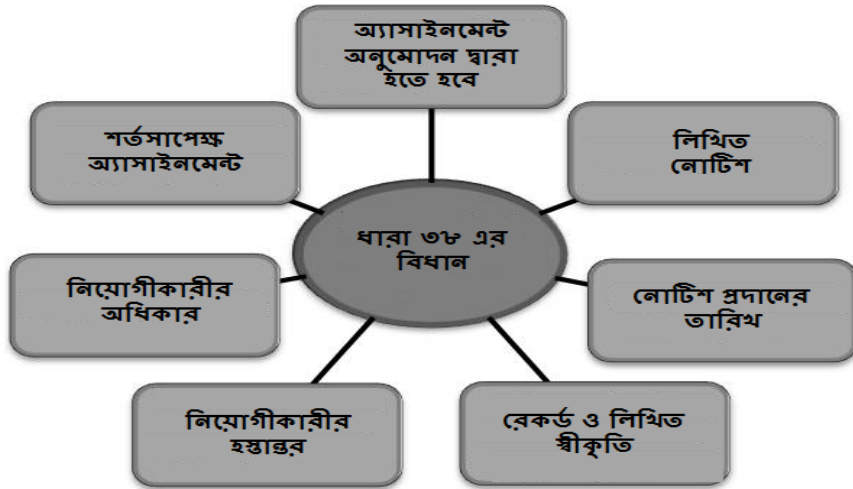 অ্যাসাইনমেন্ট
অনুমোদন দ্বারা
হতে হবে
লিখিত
নোটিশ
নোটিশ প্রদানের
তারিখ
রেকর্ড ও লিখিত
স্বীকৃতি
নিয়োগীকারীর
হস্তান্তর
নিয়োগীকারীর
অধিকার
শর্তসাপেক্ষ
অ্যাসাইনমেন্ট
ধারা ৩৮ এর
বিধান